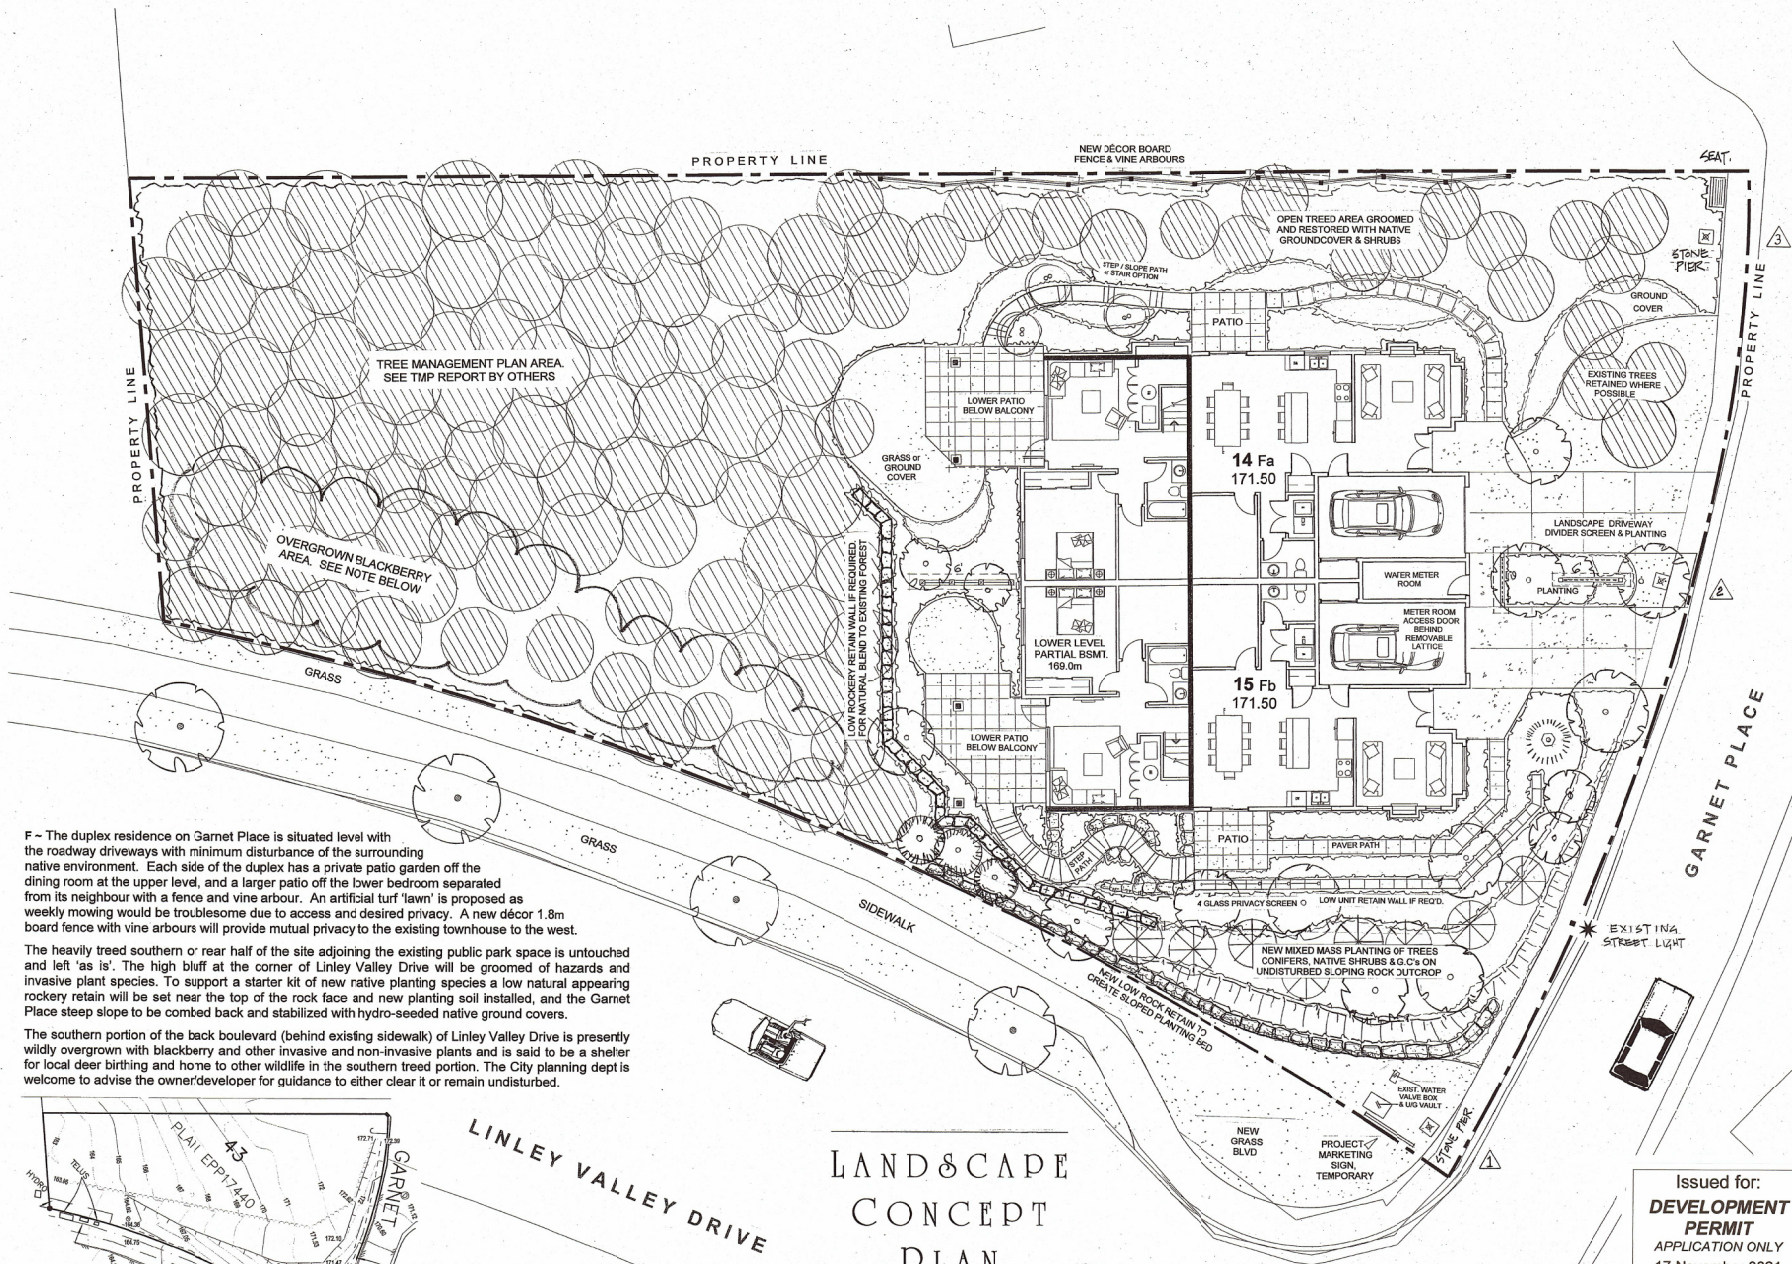 PROPERTY LINE
NEW DÉCOR BOARD
FENCE & VINE ARBOURS
SEAT.
OPEN TREED AREA GROOMED
AND RESTORED WITH NATIVE
GROUNDCOVER & SHRUBS
3
STONE
PIER.
STEP / SLOPE PATH
STAIR OPTION
GROUND
COVER
PATIO
PROPERTY LINE
PROPERTY LINE
TREE MANAGEMENT PLAN AREA.
SEE TMP REPORT BY OTHERS
EXISTING TREES
RETAINED WHERE
POSSIBLE
LOWER PATIO
BELOW BALCONY
GRASS or
GROUND
COVER
14 Fa
171.50
LANDSCAPE DRIVEWAY
DIVIDER SCREEN & PLANTING
OVERGROWN BLACKBERRY
AREA. SEE NOTE BELOW
LOW ROCKERY RETAIN WALL IF REQUIRED.
FOR NATURAL BLEND TO EXISTING FOREST
6'
WATER METER
ROOM
6'
PLANTING
2
METER ROOM
ACCESS DOOR
BEHIND
REMOVABLE
LATTICE
LOWER LEVEL
PARTIAL BSMT.
169.0m
15 Fb
171.50
GRASS
LOWER PATIO
BELOW BALCONY
GARNET PLACE
PATIO
PAVER PATH
STEP
PATH
GRASS
SIDEWALK
4 GLASS PRIVACY SCREEN
LOW UNIT RETAIN WALL IF REQ'D.
EXISTING
STREET LIGHT
NEW MIXED MASS PLANTING OF TREES
CONIFERS, NATIVE SHRUBS & G.C's ON
UNDISTURBED SLOPING ROCK OUTCROP
NEW LOW ROCK RETAIN TO
CREATE SLOPED PLANTING BED
F ~ The duplex residence on Garnet Place is situated level with
the roadway driveways with minimum disturbance of the surrounding
native environment. Each side of the duplex has a private patio garden off the
dining room at the upper level, and a larger patio off the lower bedroom separated
from its neighbour with a fence and vine arbour. An artificial turf 'lawn' is proposed as
weekly mowing would be troublesome due to access and desired privacy. A new décor 1.8m
board fence with vine arbours will provide mutual privacy to the existing townhouse to the west.
The heavily treed southern or rear half of the site adjoining the existing public park space is untouched
and left 'as is'. The high bluff at the corner of Linley Valley Drive will be groomed of hazards and
invasive plant species. To support a starter kit of new native planting species a low natural appearing
rockery retain will be set near the top of the rock face and new planting soil installed, and the Garnet
Place steep slope to be combed back and stabilized with hydro-seeded native ground covers.
The southern portion of the back boulevard (behind existing sidewalk) of Linley Valley Drive is presently
wildly overgrown with blackberry and other invasive and non-invasive plants and is said to be a shelter
for local deer birthing and home to other wildlife in the southern treed portion. The City planning dept is
welcome to advise the owner/developer for guidance to either clear it or remain undisturbed.
EXIST. WATER
VALVE BOX
& U/G VAULT
NEW
GRASS
BLVD
PROJECT
MARKETING
SIGN,
TEMPORARY
STONE PIER.
1
43
PLAN EPP17440
TELUS
HYDRO
GARNET
172.71
LINLEY VALLEY DRIVE
LANDSCAPE
CONCEPT
PLAN
Issued for:
DEVELOPMENT
PERMIT
APPLICATION ONLY